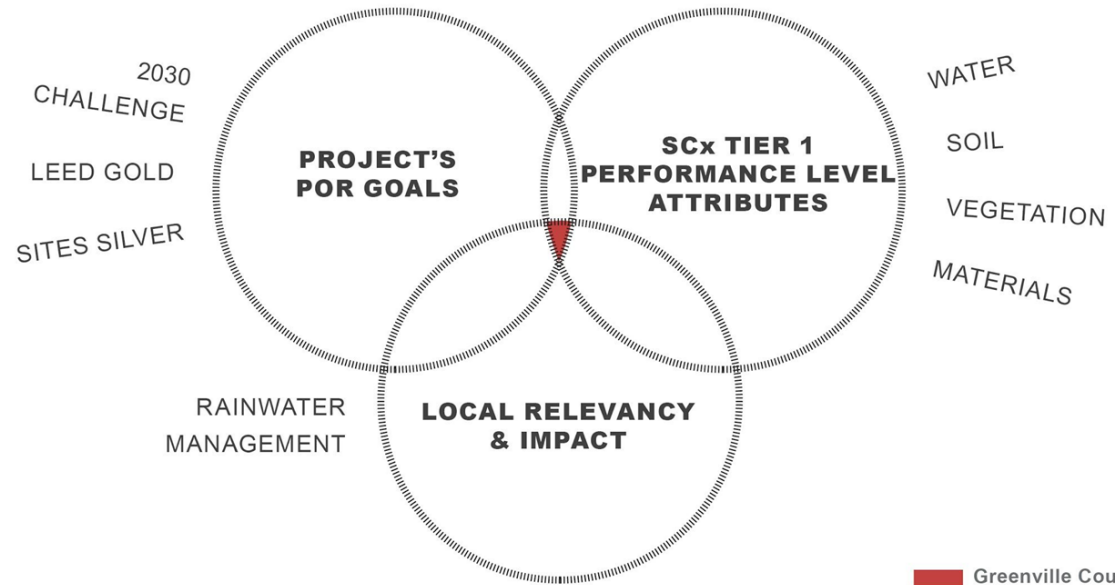 2030
CHALLENGE
LEED GOLD
SITES SILVER
PROJECT'S
POR GOALS
SCx TIER 1
PERFORMANCE LEVEL
ATTRIBUTES
WATER
SOIL
VEGETATION
MATERIALS
RAINWATER
MANAGEMENT
LOCAL RELEVANCY
& IMPACT
Greenville